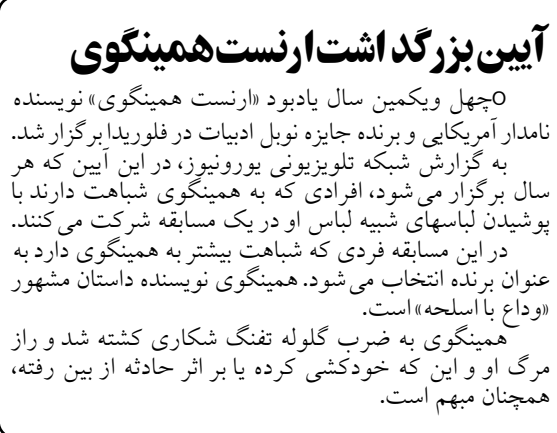 آیین بزرگداشت ارنست همینگوی
oچهل ویکمین سال یادبود «ارنست همینگوی» نویسنده
نامدار آمریکایی و برنده جایزه نوبل ادبیات در فلوریدا برگزار شد.
به گزارش شبکه تلویزیونی یورونیوز، در این آیین که هر
سال برگزار می‌شود، افرادی که به همینگوی شباهت دارند با
پوشیدن لباسهای شبیه لباس او در یک مسابقه شرکت می‌کنند.
در این مسابقه فردی که شباهت بیشتر به همینگوی دارد به
عنوان برنده انتخاب می‌شود. همینگوی نویسنده داستان مشهور
«وداع با اسلحه» است.
همینگوی به ضرب گلوله تفنگ شکاری کشته شد و راز
مرگ او و این که خودکشی کرده یا بر اثر حادثه از بین رفته،
همچنان مبهم است.